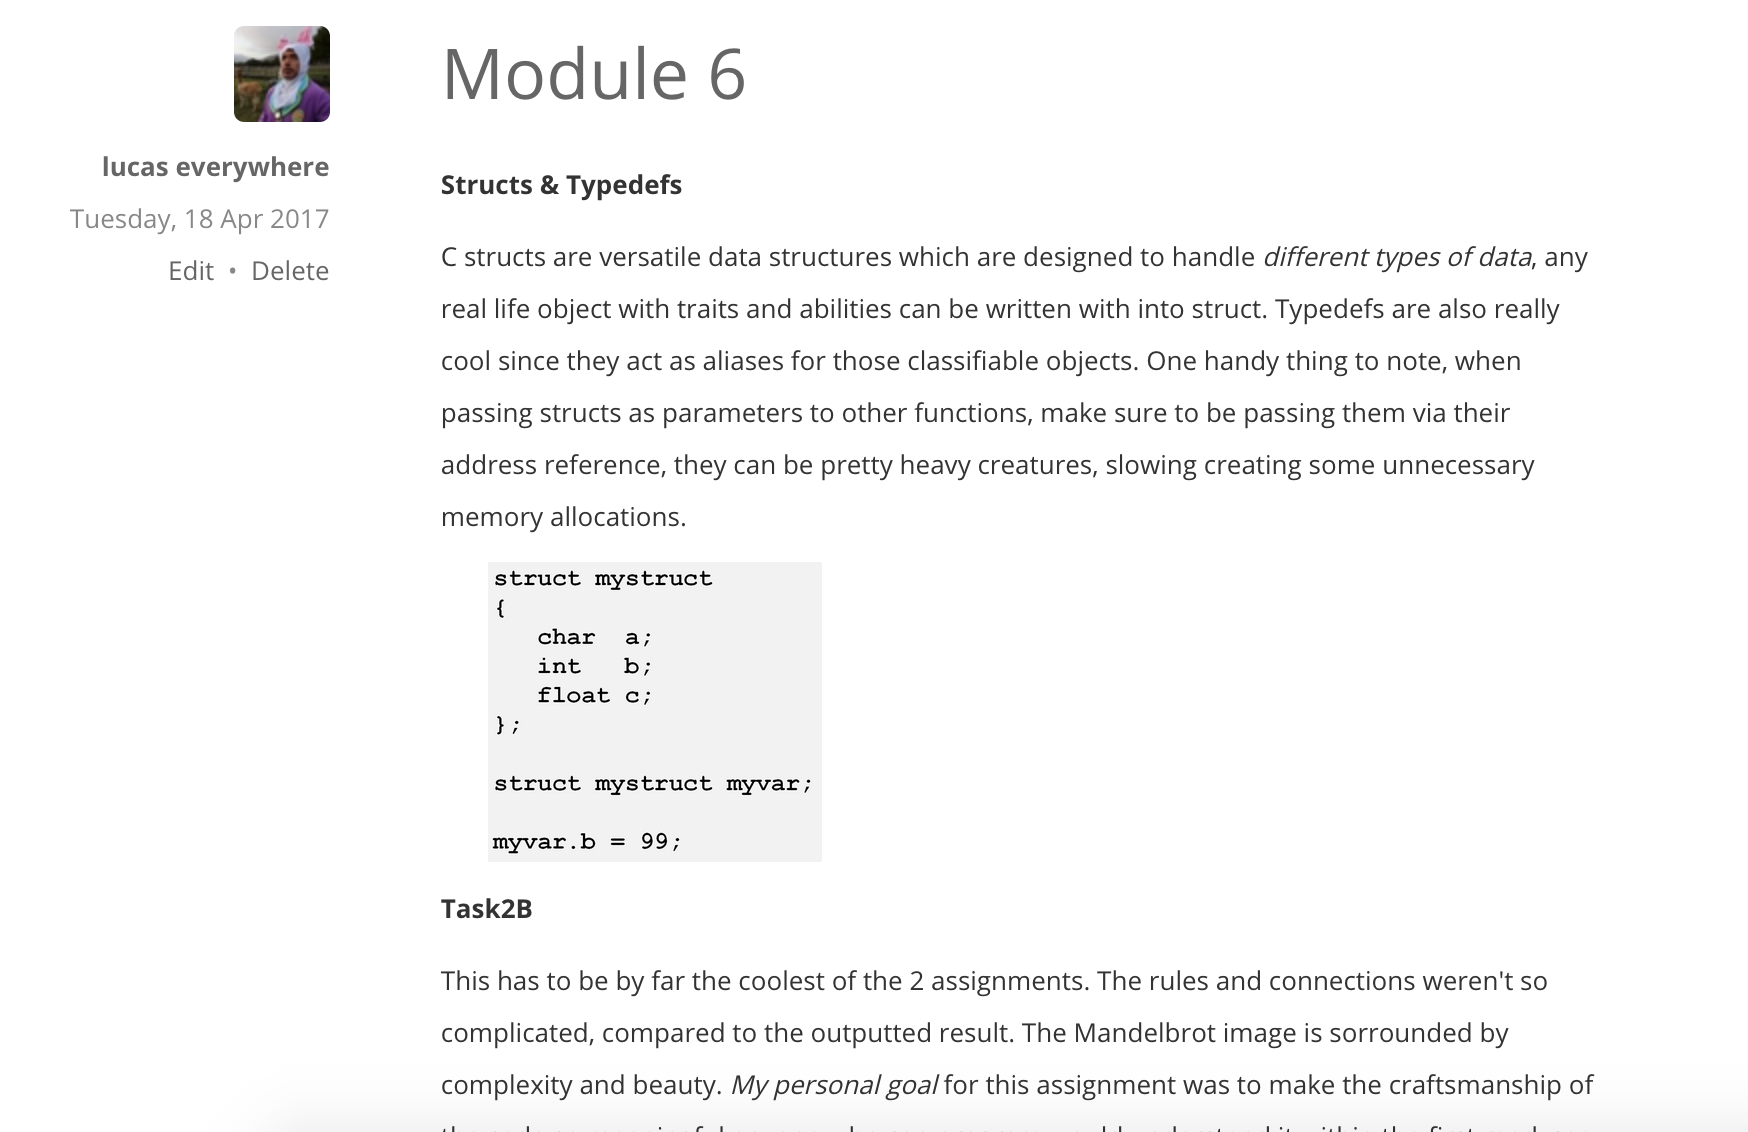 Module 6
lucas everywhere
Tuesday, 18 Apr 2017
Edit • Delete
Structs & Typedefs
C structs are versatile data structures which are designed to handle different types of data, any
real life object with traits and abilities can be written with into struct. Typedefs are also really
cool since they act as aliases for those classifiable objects. One handy thing to note, when
passing structs as parameters to other functions, make sure to be passing them via their
address reference, they can be pretty heavy creatures, slowing creating some unnecessary
memory allocations.
struct mystruct
{
   char  a;
   int   b;
   float c;
};
struct mystruct myvar;
myvar.b = 99;
Task2B
This has to be by far the coolest of the 2 assignments. The rules and connections weren't so
complicated, compared to the outputted result. The Mandelbrot image is sorrounded by
complexity and beauty. My personal goal for this assignment was to make the craftsmanship of